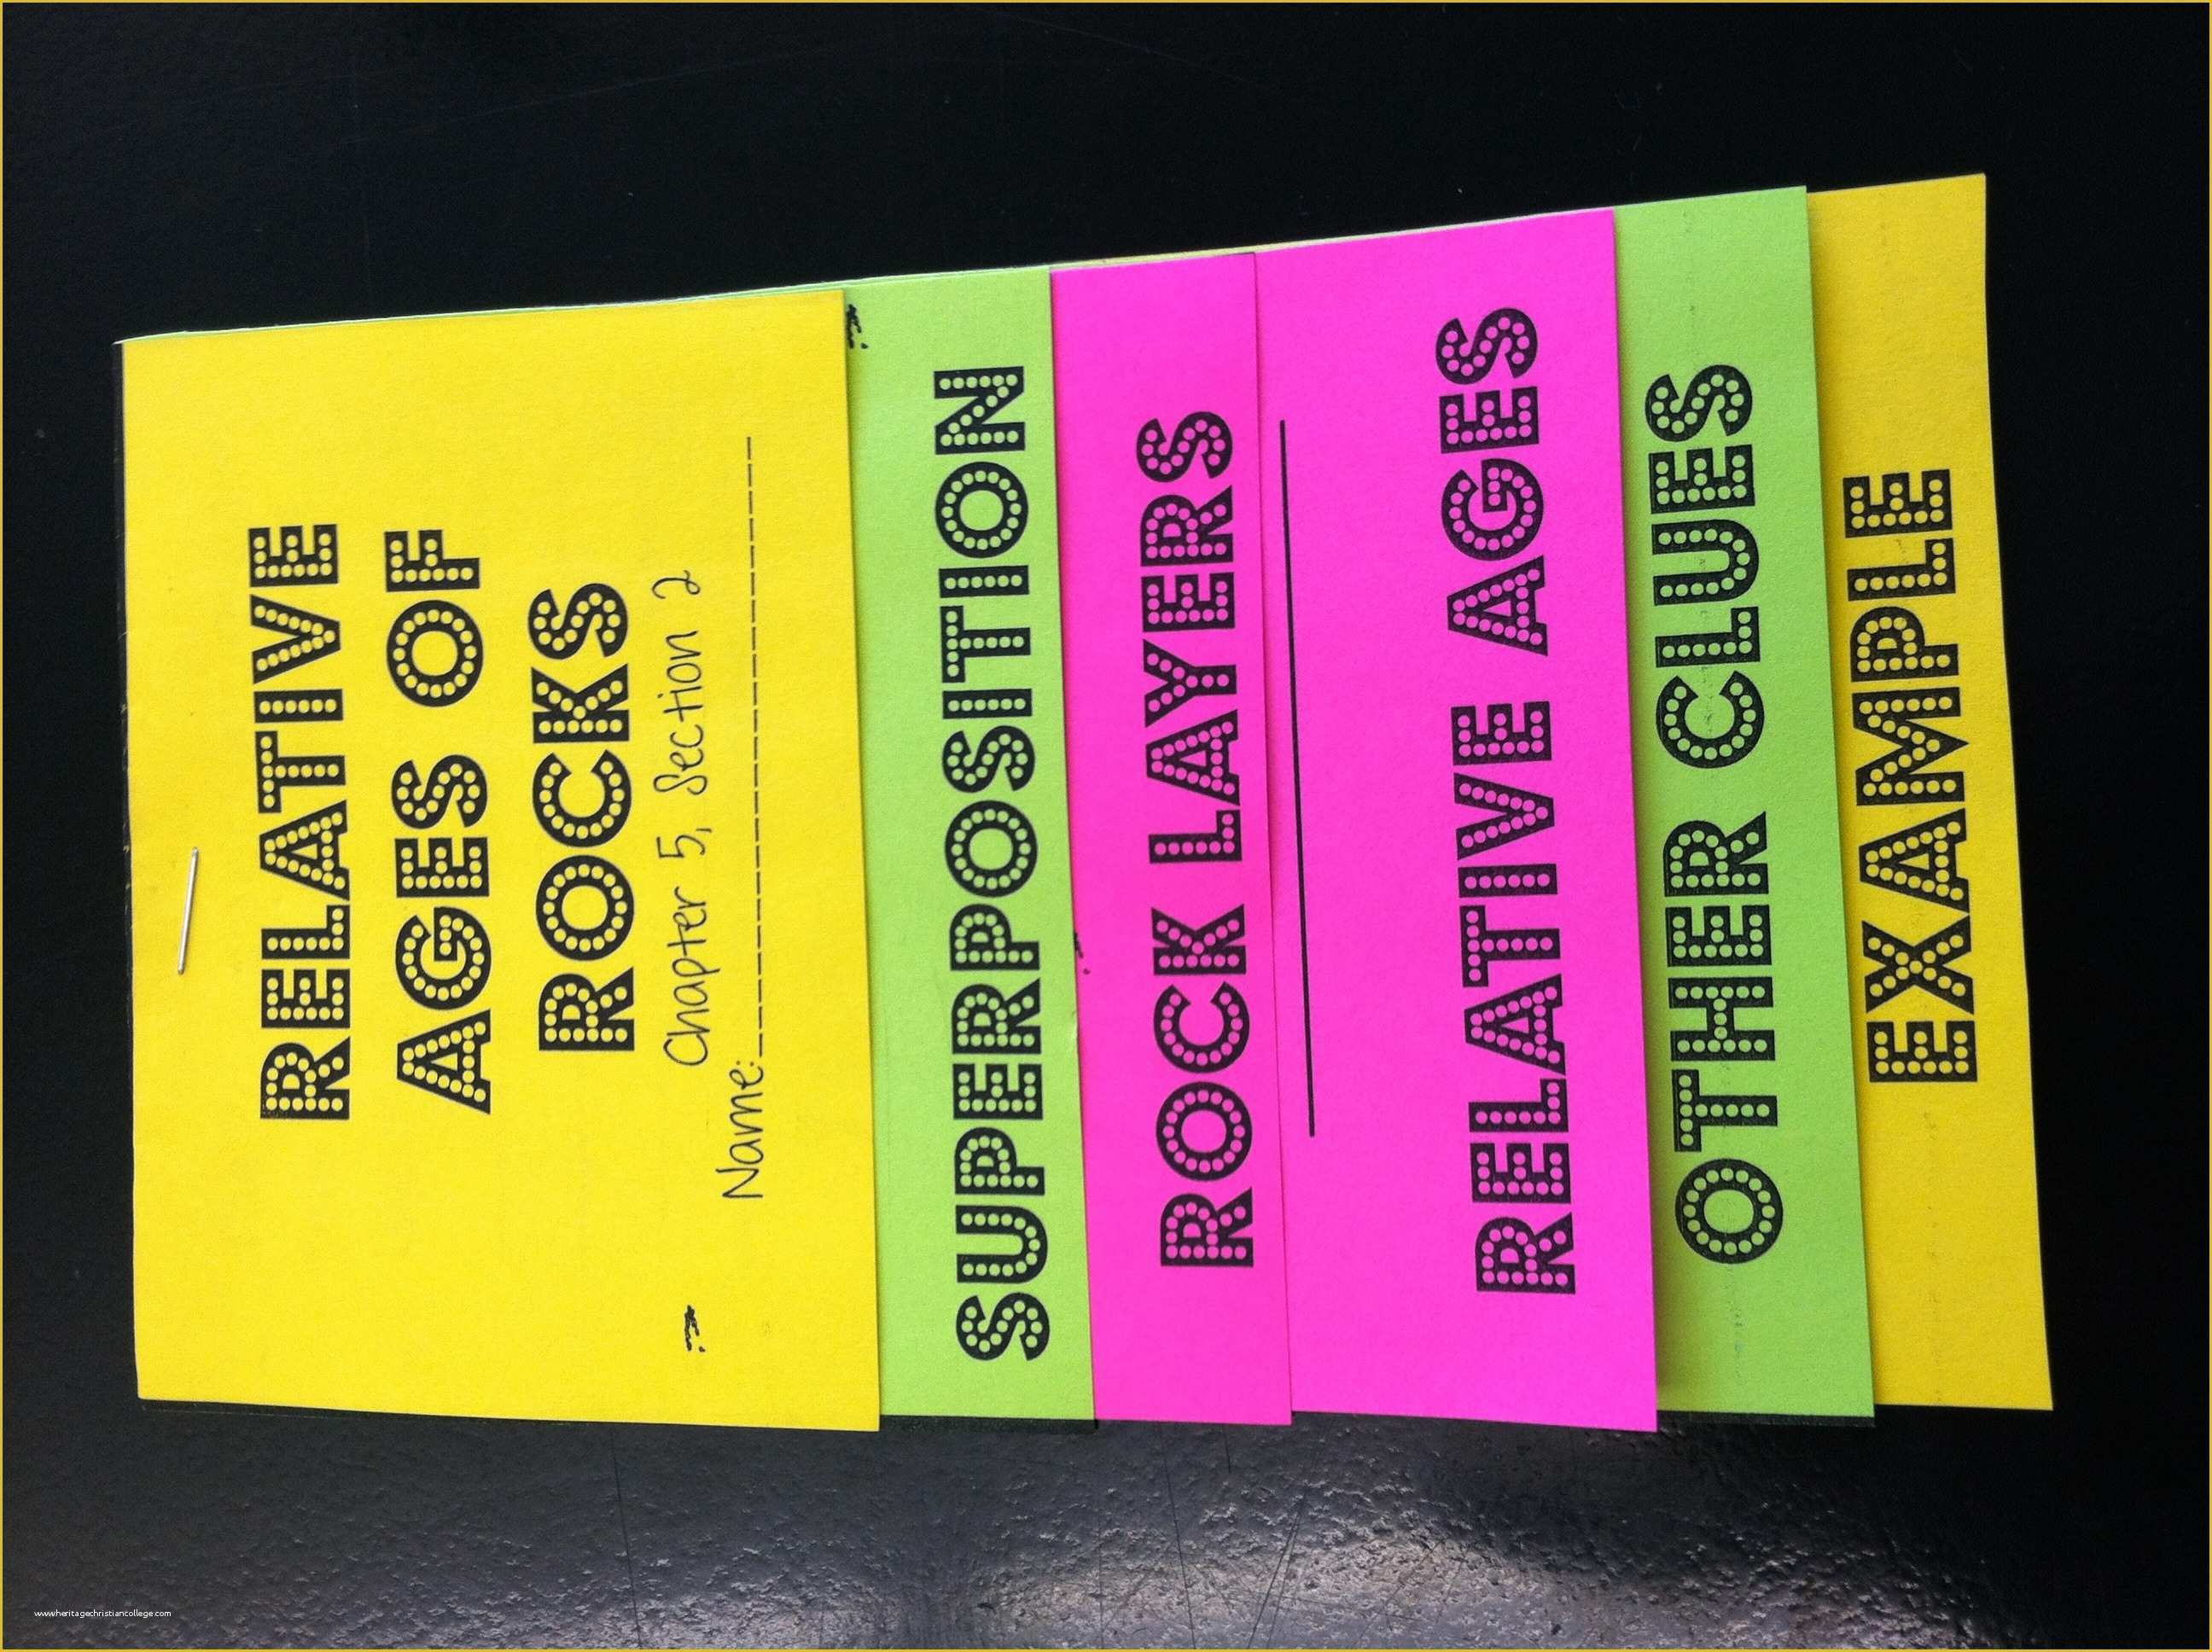 RELATIVE
AGES OF
ROCKS
Chapter 5, Section 2
Name:
SUPERPOSITION
ROCK LAYERS
RELATIVE AGES
OTHER CLUES
EXAMPLE
www.heritagechristiancollege.com